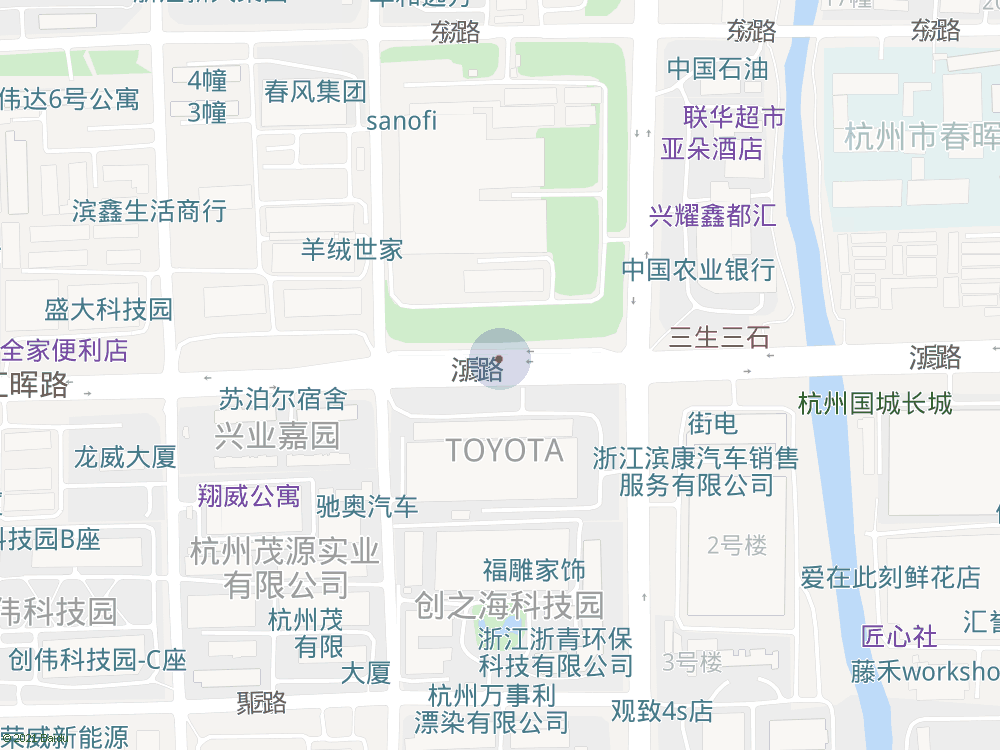 4幢
3幢
春风集团
伟达6号公寓
sanofi
中国石油
联华超市
亚朵酒店
杭州市春晖
滨鑫生活商行
兴耀鑫都汇
羊绒世家
中国农业银行
盛大科技园
三生三石
全家便利店
晖路
苏泊尔宿舍
杭州国城长城
兴业嘉园
街电
TOYOTA
龙威大厦
浙江滨康汽车销售
服务有限公司
翔威公寓
驰奥汽车
科技园B座
杭州茂源实业
有限公司
2号楼
福雕家饰
爱在此刻鲜花店
伟科技园
创之海科技园
杭州茂
有限
浙江浙青环保
科技有限公司
匠心社
创伟科技园-C座
大厦
3号楼
藤禾worksho
杭州万事利
漂染有限公司
观致4s店
荣威新能源